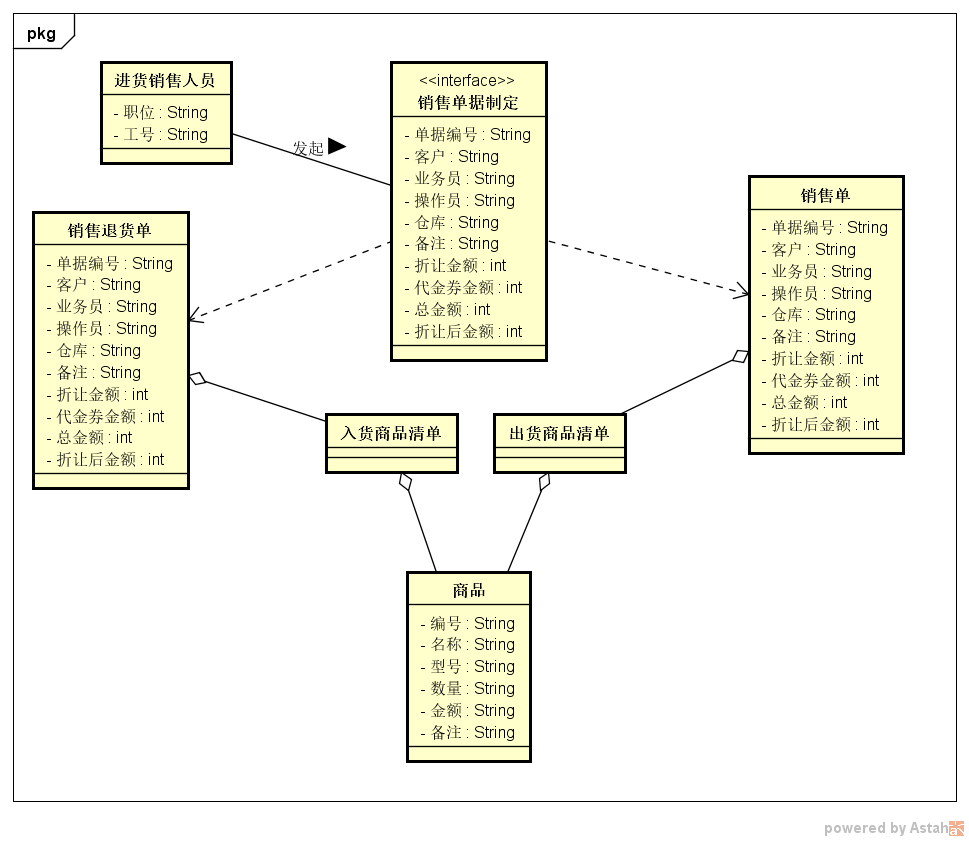 pkg
进货销售人员
- 职位 : String
- 工号 : String
发起
<<interface>>
销售单据制定
- 单据编号 : String
- 客户 : String
- 业务员 : String
- 操作员 : String
- 仓库 : String
- 备注 : String
- 折让金额 : int
- 代金券金额 : int
- 总金额 : int
- 折让后金额 : int
销售单
- 单据编号 : String
- 客户 : String
- 业务员 : String
- 操作员 : String
- 仓库 : String
- 备注 : String
- 折让金额 : int
- 代金券金额 : int
- 总金额 : int
- 折让后金额 : int
销售退货单
- 单据编号 : String
- 客户 : String
- 业务员 : String
- 操作员 : String
- 仓库 : String
- 备注 : String
- 折让金额 : int
- 代金券金额 : int
- 总金额 : int
- 折让后金额 : int
入货商品清单
出货商品清单
商品
- 编号 : String
- 名称 : String
- 型号 : String
- 数量 : String
- 金额 : String
- 备注 : String
powered by Astah